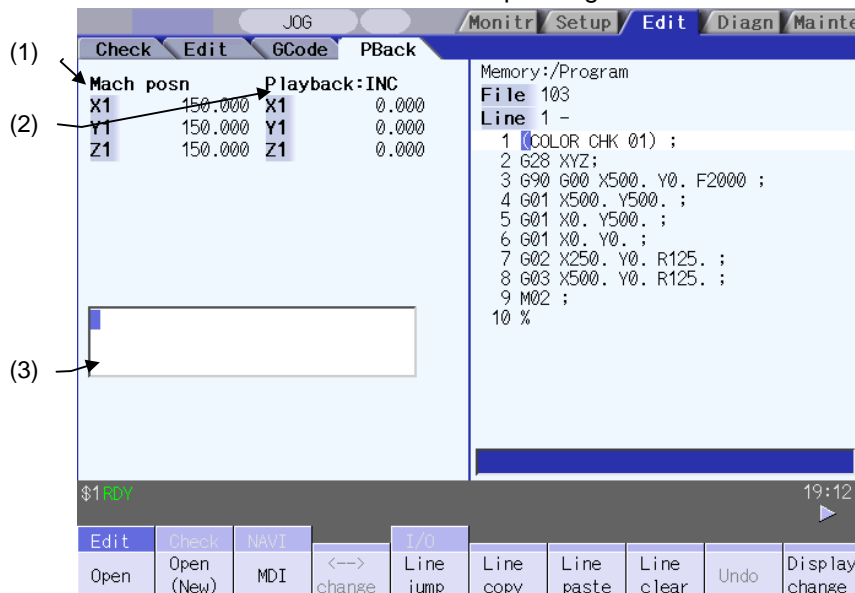 JOG
Monitr Setup Edit Diagn Mainte
Check Edit GCode PBack
(1)
Mach posn Playback:INC
X1 150.000 X1 0.000
(2)
Y1 150.000 Y1 0.000
Z1 150.000 Z1 0.000
Memory:/Program
File 103
Line 1 -
1 (COLOR CHK 01) ;
2 G28 XYZ;
3 G90 G00 X500. Y0. F2000 ;
4 G01 X500. Y500. ;
5 G01 X0. Y500. ;
6 G01 X0. Y0. ;
7 G02 X250. Y0. R125. ;
8 G03 X500. Y0. R125. ;
9 M02 ;
10 %
(3)
$1 RDY 19:12
Edit Check NAVI I/O
Open Open (New) MDI <--> change Line jump Line copy Line paste Line clear Undo Display change